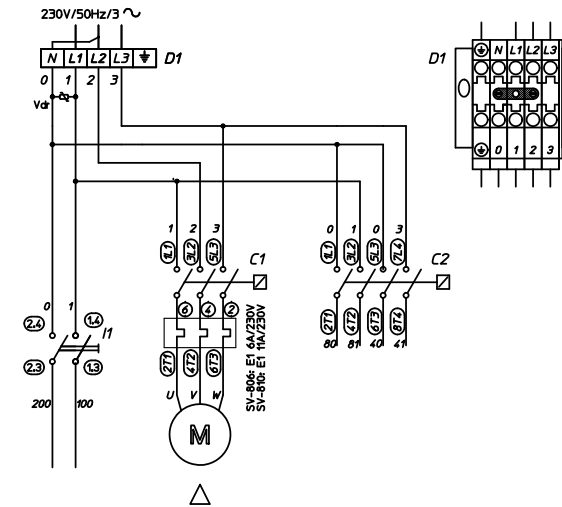 230V/50Hz/3
N L1 L2 L3 D1
0 1 2 3
Vdr
D1
N L1 L2 L3
0 1 2 3
1 2 3
1L1 3L2 5L3 C1
0 1 0 3
1L1 3L2 5L3 7L4 C2
6 4 2
2T1 4T2 6T3
SV-806: E1 6A/230V
SV-810: E1 11A/230V
2T1 4T2 6T3 8T4
80 81 40 41
0 1
2.4 1.4 I1
2.3 1.3
200 100
U V W
M